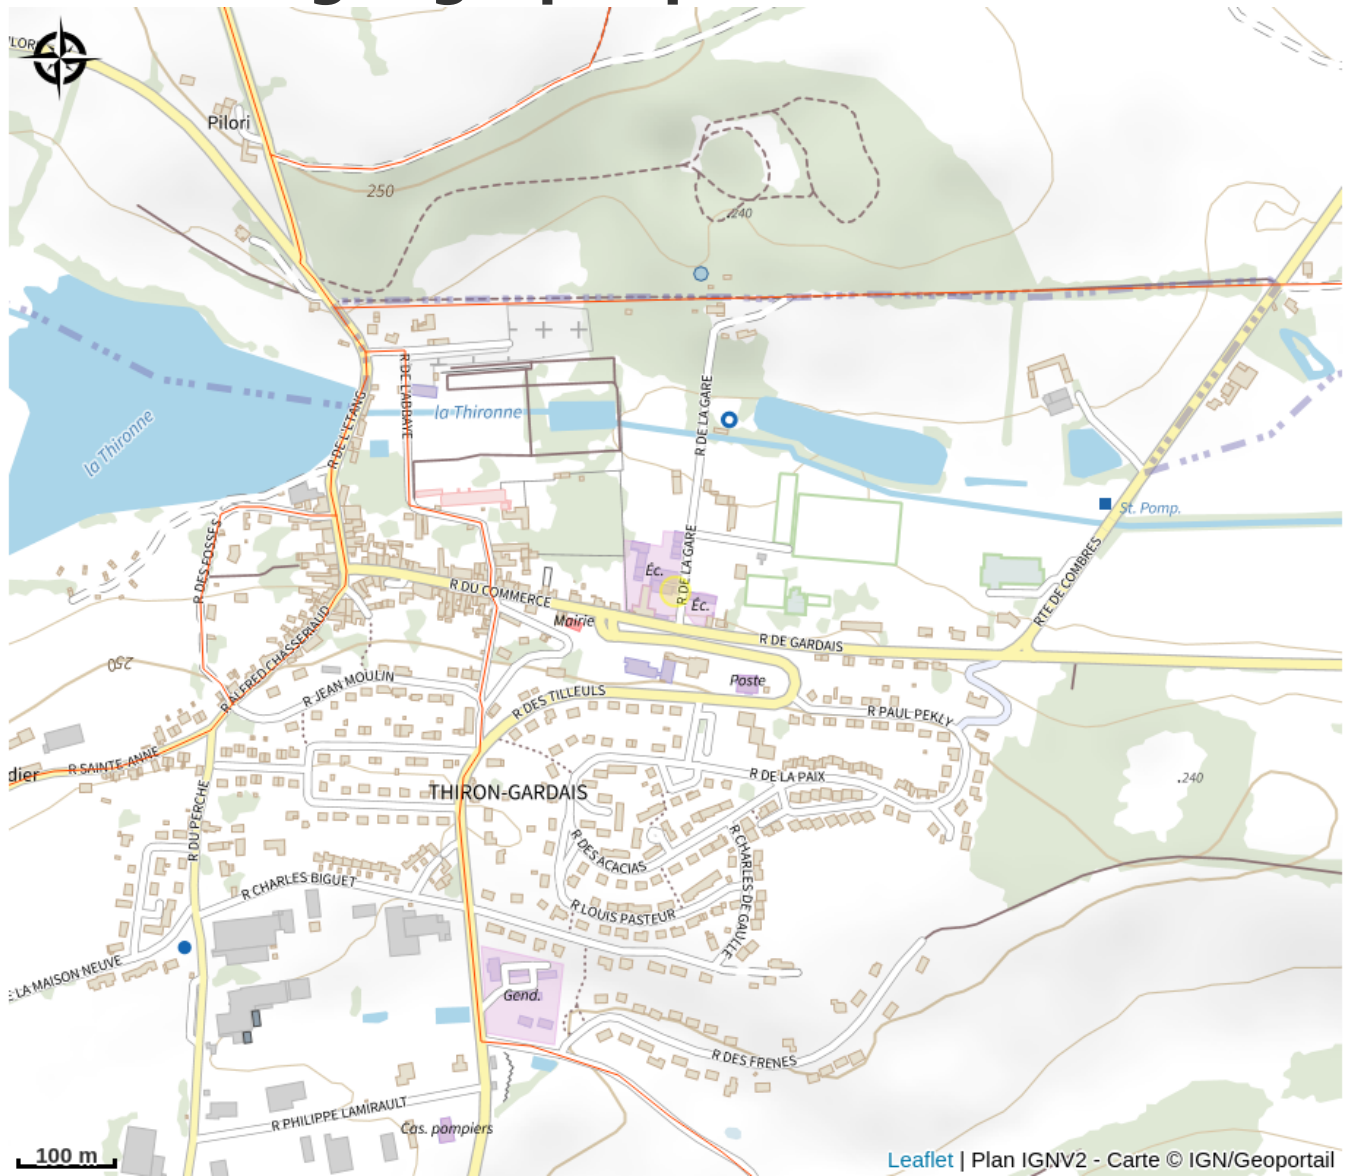 Pilori
250
240
R DE L'ETANG
R DE L'ABBAYE
la Thironne
la Thironne
R DE LA GARE
R DE LA GARE
St. Pomp.
RTE DE COMBRES
R DES FOSSES
Éc.
Éc.
R DU COMMERCE
Mairie
R DE GARDAIS
250
R ALFRED CHASSERIAUD
R JEAN MOULIN
Poste
R DES TILLEULS
R PAUL PEKLY
R SAINTE-ANNE
dier
R DE LA PAIX
240
THIRON-GARDAIS
R DU PERCHE
R DES ACACIAS
R CHARLES DE GAULLE
R CHARLES BIGUET
R LOUIS PASTEUR
E LA MAISON NEUVE
Gend.
R DES FRENES
R PHILIPPE LAMIRAULT
Cas. pompiers
100 m
Leaflet | Plan IGNV2 - Carte © IGN/Geoportail